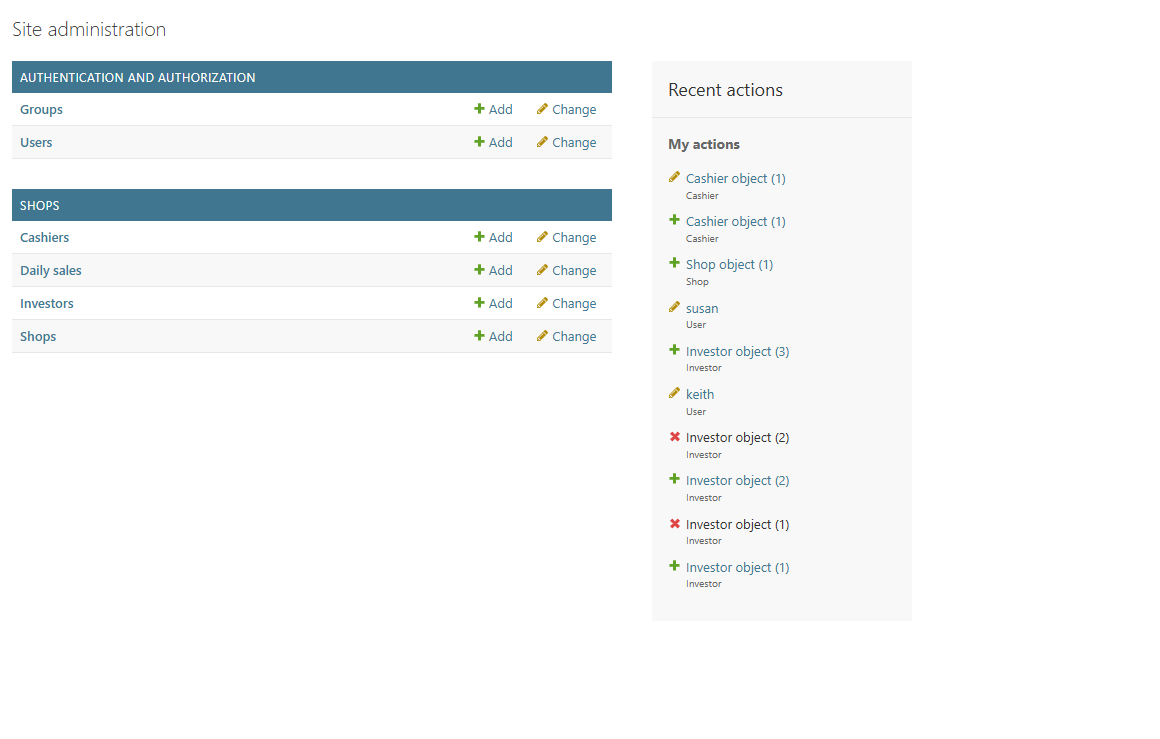 Site administration
AUTHENTICATION AND AUTHORIZATION
Groups Add Change
Users Add Change
SHOPS
Cashiers Add Change
Daily sales Add Change
Investors Add Change
Shops Add Change
Recent actions
My actions
Cashier object (1)
Cashier
Cashier object (1)
Cashier
Shop object (1)
Shop
susan
User
Investor object (3)
Investor
keith
User
Investor object (2)
Investor
Investor object (2)
Investor
Investor object (1)
Investor
Investor object (1)
Investor